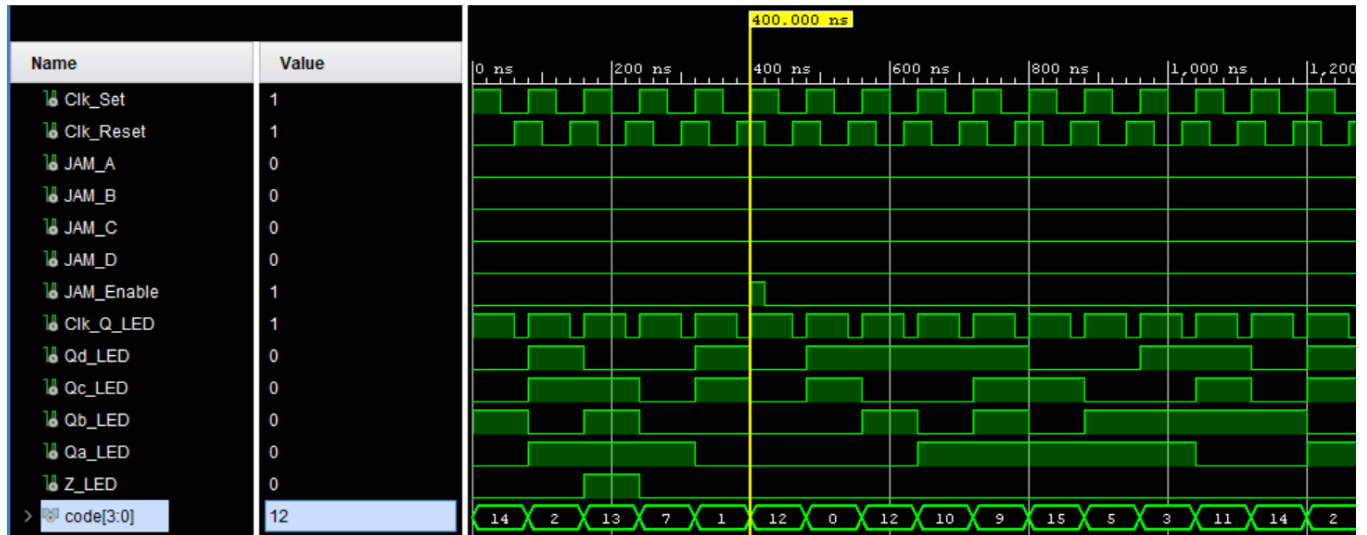 400.000 ns
Name Value
0 ns 200 ns 400 ns 600 ns 800 ns 1,000 ns 1,200
Clk_Set 1
Clk_Reset 1
JAM_A 0
JAM_B 0
JAM_C 0
JAM_D 0
JAM_Enable 1
Clk_Q_LED 1
Qd_LED 0
Qc_LED 0
Qb_LED 0
Qa_LED 0
Z_LED 0
code[3:0] 12 14 2 13 7 1 12 0 12 10 9 15 5 3 11 14 2